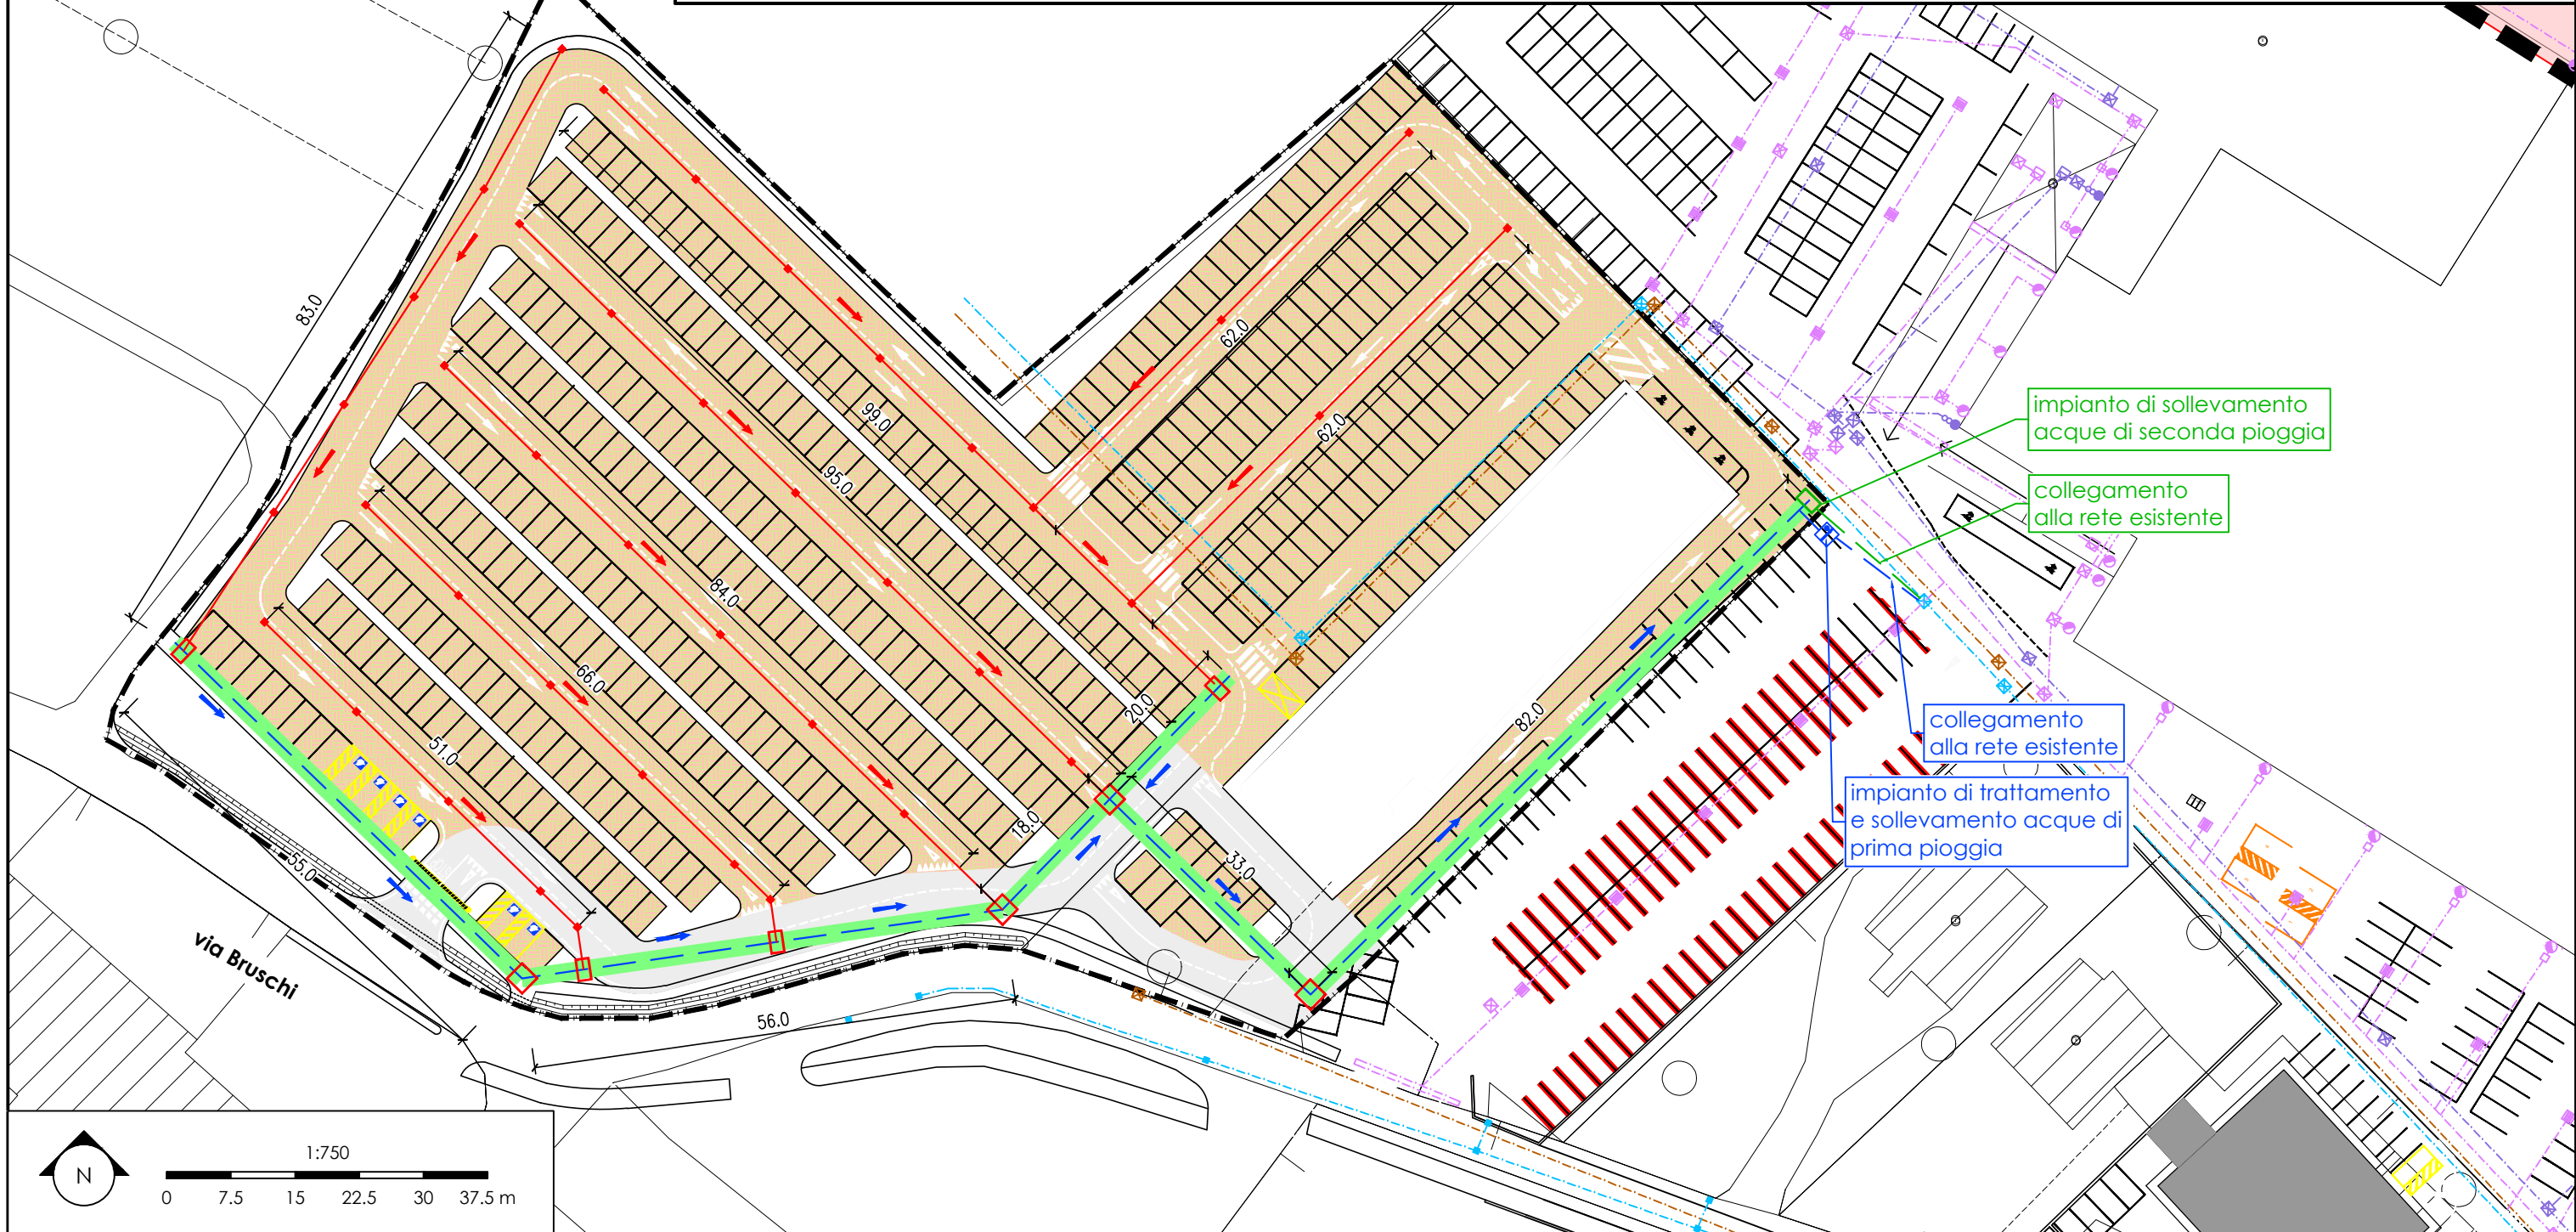 83.0
99.0
95.0
84.0
66.0
51.0
55.0
62.0
62.0
20.0
18.0
33.0
82.0
56.0
impianto di sollevamento
acque di seconda pioggia
collegamento
alla rete esistente
collegamento
alla rete esistente
impianto di trattamento
e sollevamento acque di
prima pioggia
via Bruschi
N
1:750
0 7.5 15 22.5 30 37.5 m